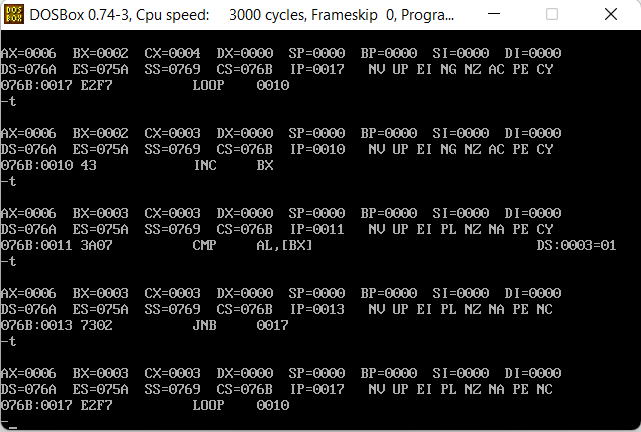 DOS BOX DOSBox 0.74-3, Cpu speed: 3000 cycles, Frameskip 0, Progra...
AX=0006 BX=0002 CX=0004 DX=0000 SP=0000 BP=0000 SI=0000 DI=0000
DS=076A ES=075A SS=0769 CS=076B IP=0017 NV UP EI NG NZ AC PE CY
076B:0017 E2F7 LOOP 0010
-t
AX=0006 BX=0002 CX=0003 DX=0000 SP=0000 BP=0000 SI=0000 DI=0000
DS=076A ES=075A SS=0769 CS=076B IP=0010 NV UP EI NG NZ AC PE CY
076B:0010 43 INC BX
-t
AX=0006 BX=0003 CX=0003 DX=0000 SP=0000 BP=0000 SI=0000 DI=0000
DS=076A ES=075A SS=0769 CS=076B IP=0011 NV UP EI PL NZ NA PE CY
076B:0011 3A07 CMP AL,[BX] DS:0003=01
-t
AX=0006 BX=0003 CX=0003 DX=0000 SP=0000 BP=0000 SI=0000 DI=0000
DS=076A ES=075A SS=0769 CS=076B IP=0013 NV UP EI PL NZ NA PE NC
076B:0013 7302 JNB 0017
-t
AX=0006 BX=0003 CX=0003 DX=0000 SP=0000 BP=0000 SI=0000 DI=0000
DS=076A ES=075A SS=0769 CS=076B IP=0017 NV UP EI PL NZ NA PE NC
076B:0017 E2F7 LOOP 0010
-_